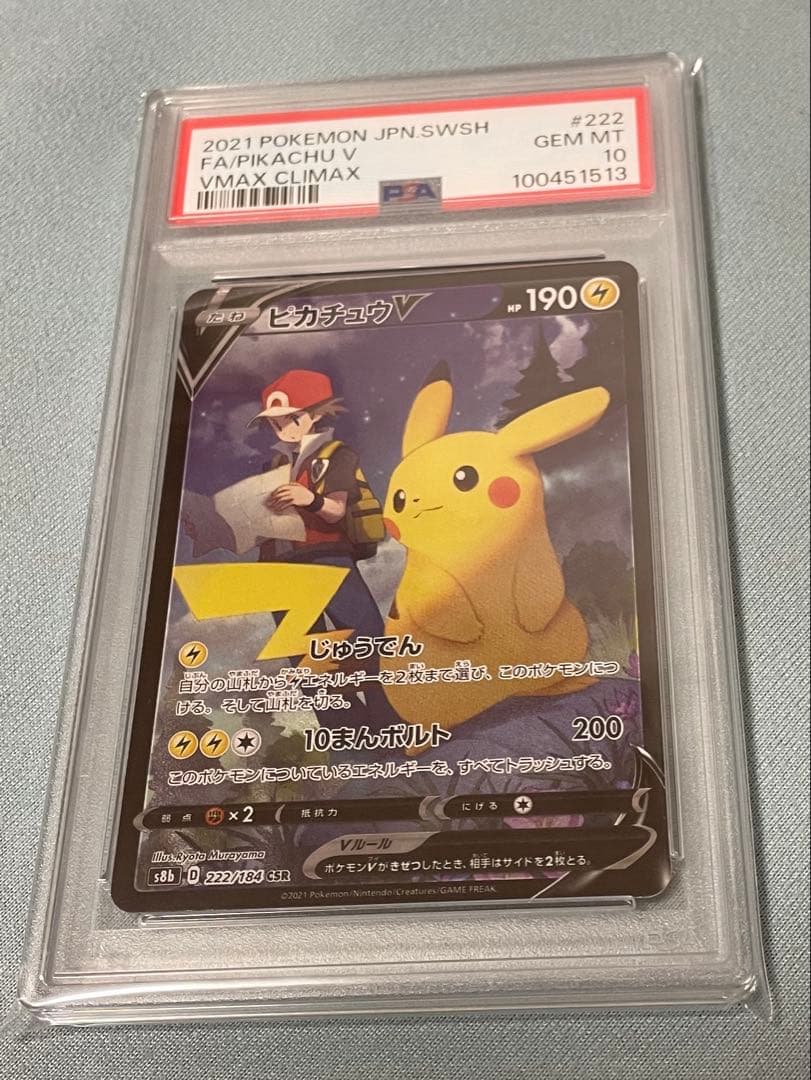 2021 POKEMON JPN.SWSH #222
FA/PIKACHU V GEM MT
VMAX CLIMAX 10
PSA 100451513
たね ピカチュウV HP 190
じゅうでん
自分の山札からエネルギーを2枚まで選び、このポケモンにつ
ける。そして山札を切る。
10まんボルト 200
このポケモンについているエネルギーを、すべてトラッシュする。
弱点 ×2 抵抗力 にげる
Vルール
ポケモンVがきぜつしたとき、相手はサイドを2枚とる。
Illus.Ryota Murayama
s8b D 222/184 CSR
©2021 Pokémon/Nintendo/Creatures/GAME FREAK.